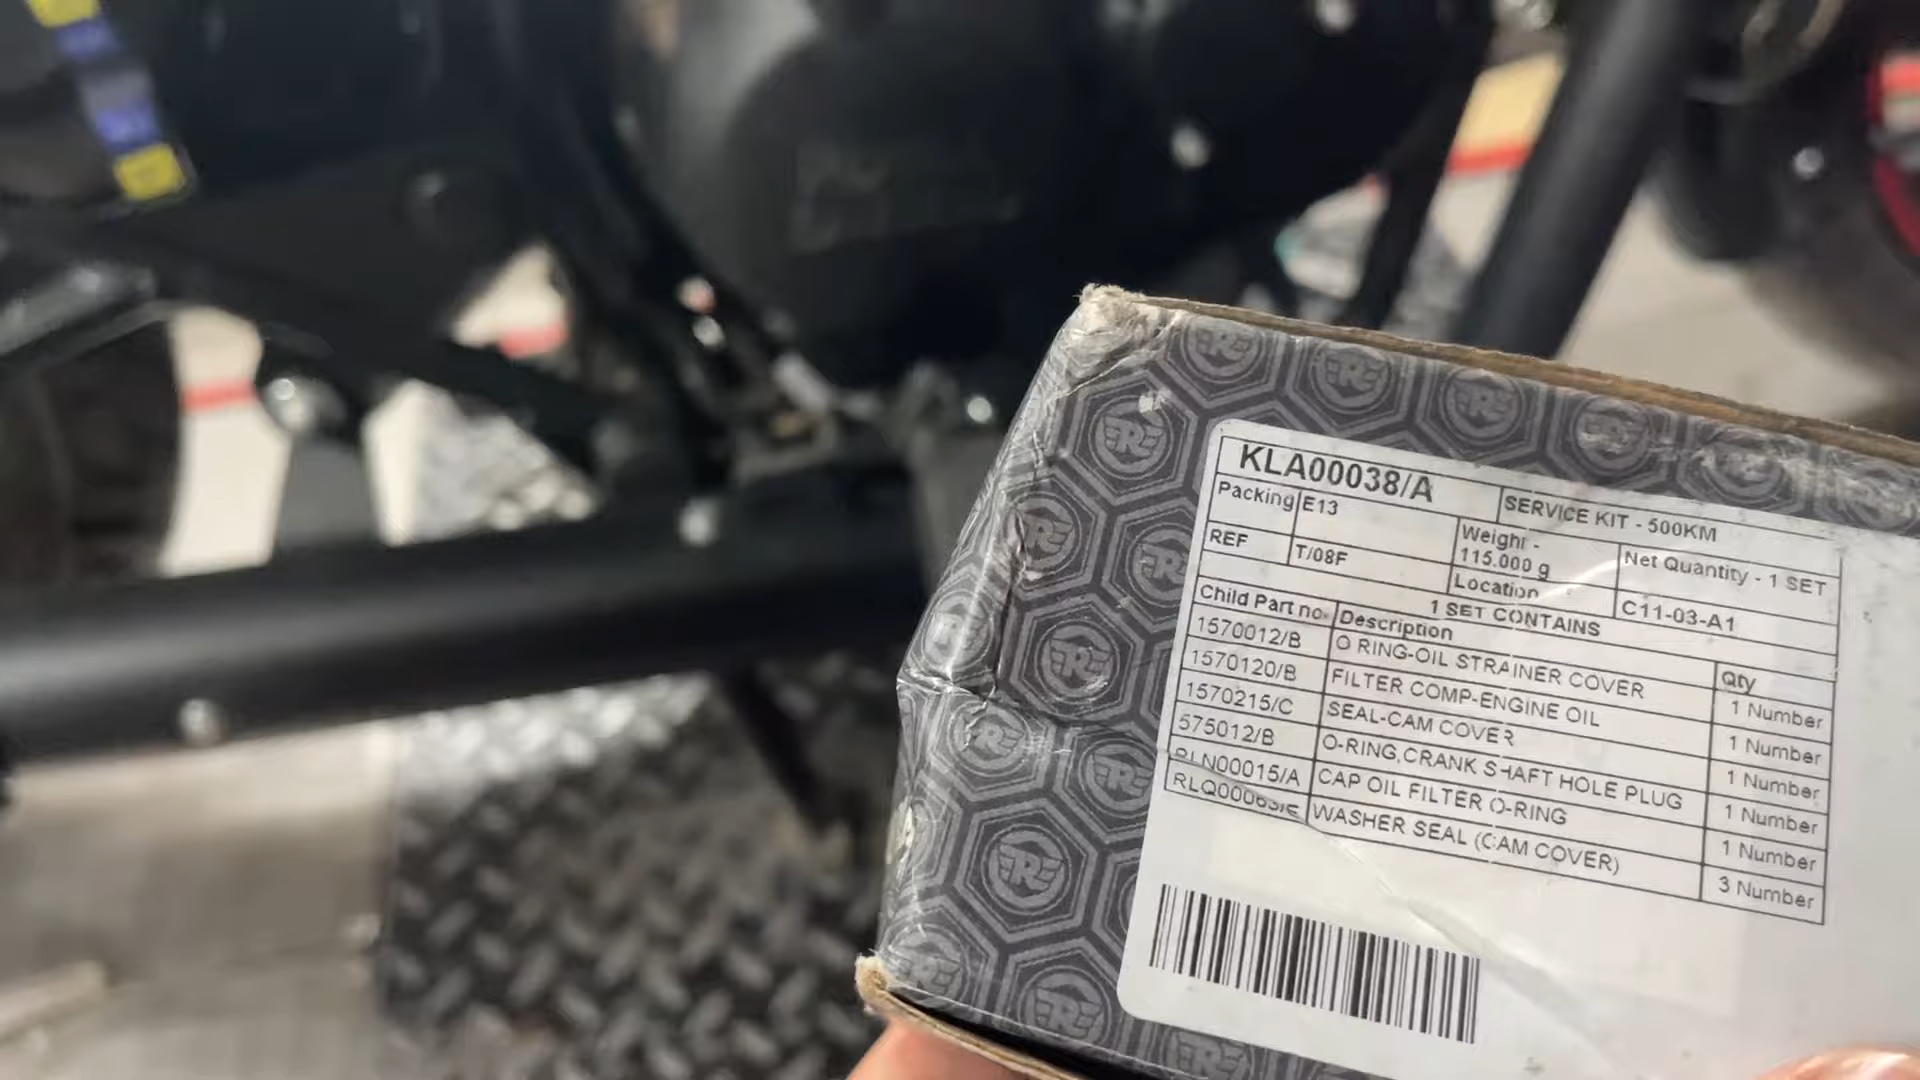 KLA00038/A
SERVICE KIT - 500KM
Packing E13
Weight - 115.000 g
Net Quantity - 1 SET
REF T/08F
Location C11-03-A1
1 SET CONTAINS
Child Part no Description Qty
1570012/B O RING-OIL STRAINER COVER 1 Number
1570120/B FILTER COMP-ENGINE OIL 1 Number
1570215/C SEAL-CAM COVER 1 Number
575012/B O-RING,CRANK SHAFT HOLE PLUG 1 Number
RLN00015/A CAP OIL FILTER O-RING 1 Number
WASHER SEAL (CAM COVER) 3 Number